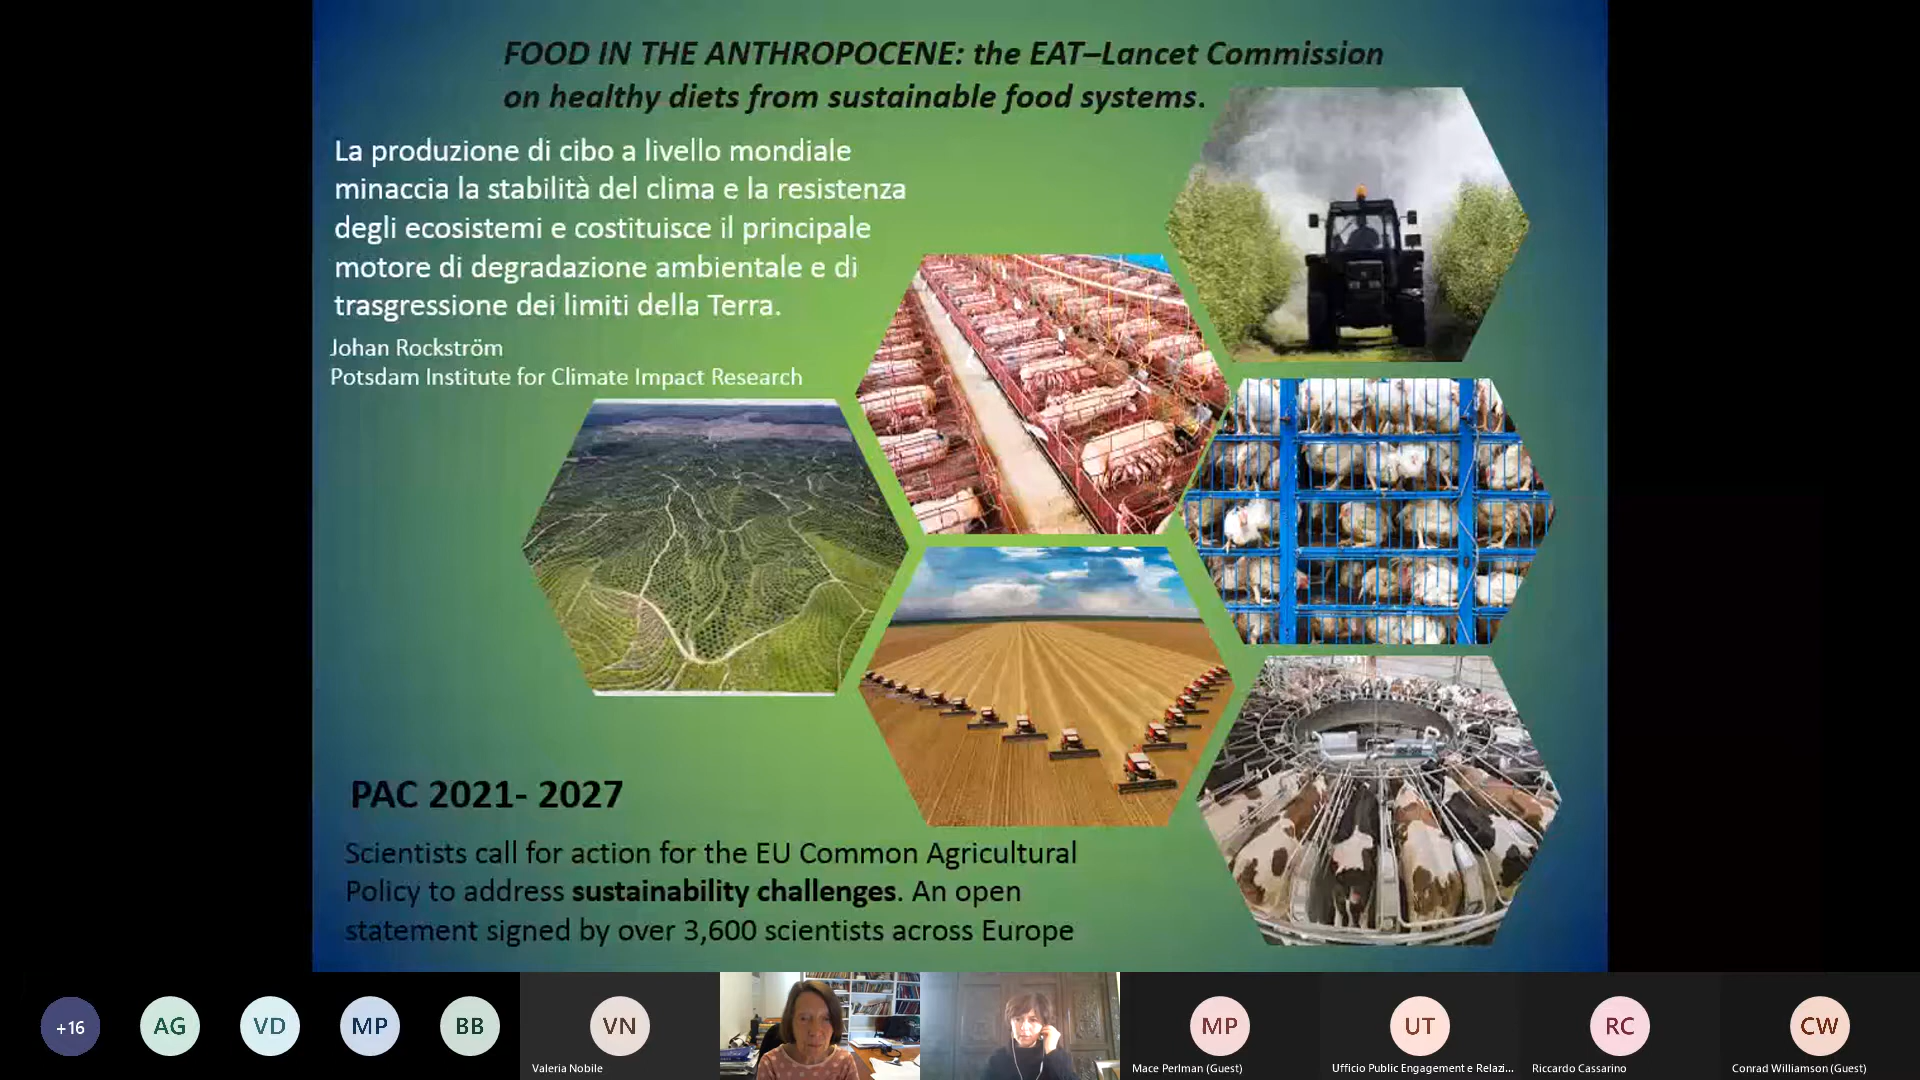 FOOD IN THE ANTHROPOCENE: the EAT–Lancet Commission
on healthy diets from sustainable food systems.
La produzione di cibo a livello mondiale
minaccia la stabilità del clima e la resistenza
degli ecosistemi e costituisce il principale
motore di degradazione ambientale e di
trasgressione dei limiti della Terra.
Johan Rockström
Potsdam Institute for Climate Impact Research
PAC 2021- 2027
Scientists call for action for the EU Common Agricultural
Policy to address sustainability challenges. An open
statement signed by over 3,600 scientists across Europe
+16
AG
VD
MP
BB
VN
Valeria Nobile
MP
Mace Perlman (Guest)
UT
Ufficio Public Engagement e Relazi...
RC
Riccardo Cassarino
CW
Conrad Williamson (Guest)